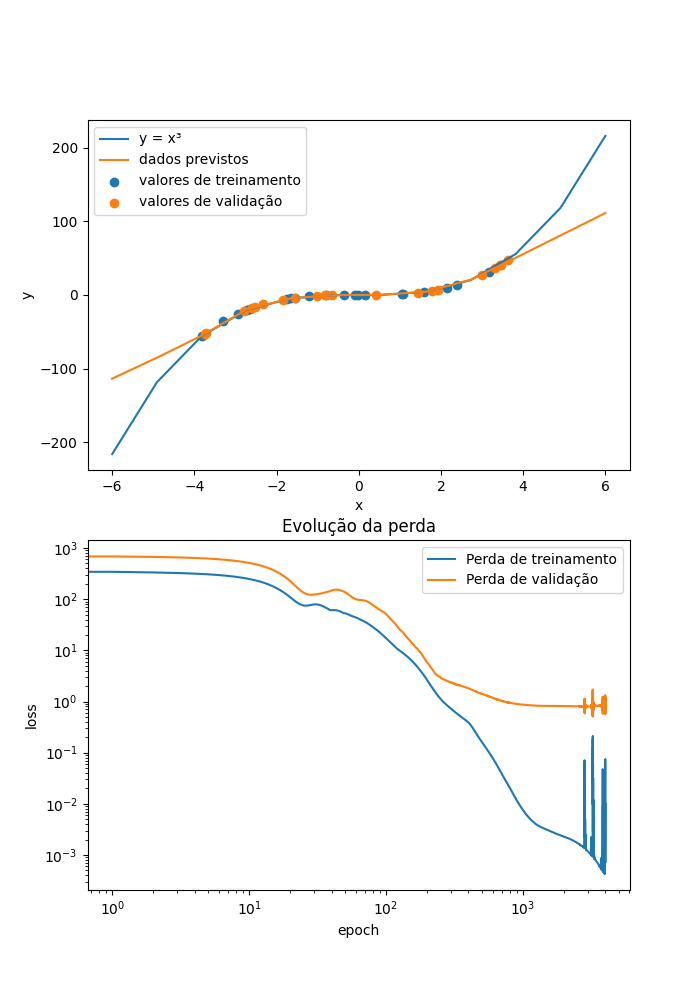 y = x³
dados previstos
valores de treinamento
valores de validação
200
100
0
−100
−200
y
−6 −4 −2 0 2 4 6
x
Evolução da perda
Perda de treinamento
Perda de validação
10³
10²
10¹
10⁰
10⁻¹
10⁻²
10⁻³
loss
10⁰ 10¹ 10² 10³
epoch